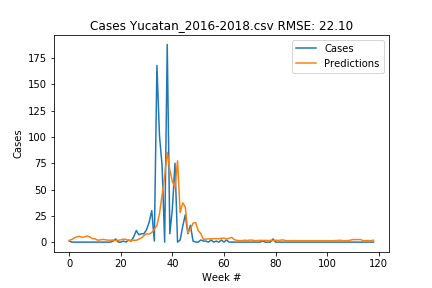 Cases Yucatan_2016-2018.csv RMSE: 22.10
Cases
Predictions
175
150
125
100
75
50
25
0
Cases
0 20 40 60 80 100 120
Week #